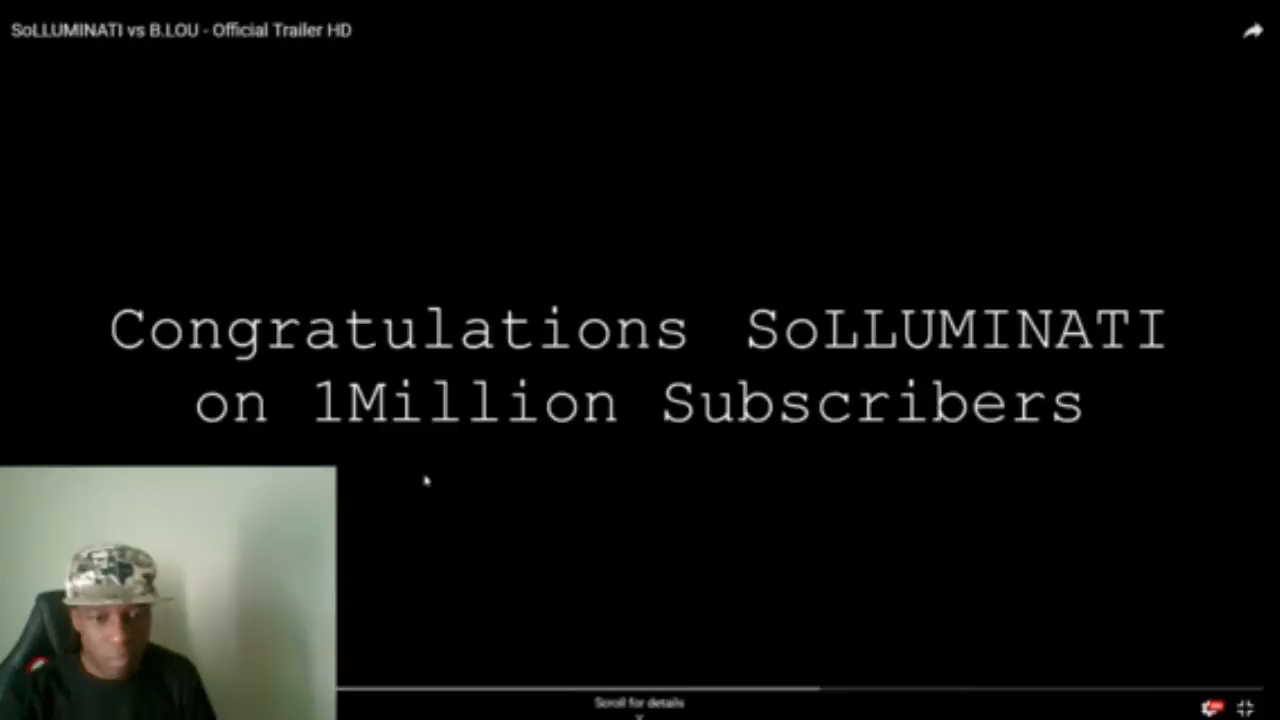 SoLLUMINATI vs B.LOU - Official Trailer HD
Congratulations SoLLUMINATI
on 1Million Subscribers
Scroll for details